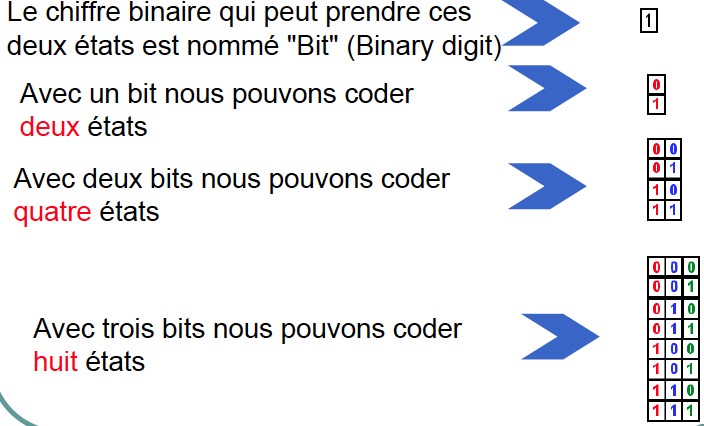 Le chiffre binaire qui peut prendre ces
deux états est nommé "Bit" (Binary digit)
1
Avec un bit nous pouvons coder
deux états
0
1
Avec deux bits nous pouvons coder
quatre états
0 0
0 1
1 0
1 1
Avec trois bits nous pouvons coder
huit états
0 0 0
0 0 1
0 1 0
0 1 1
1 0 0
1 0 1
1 1 0
1 1 1